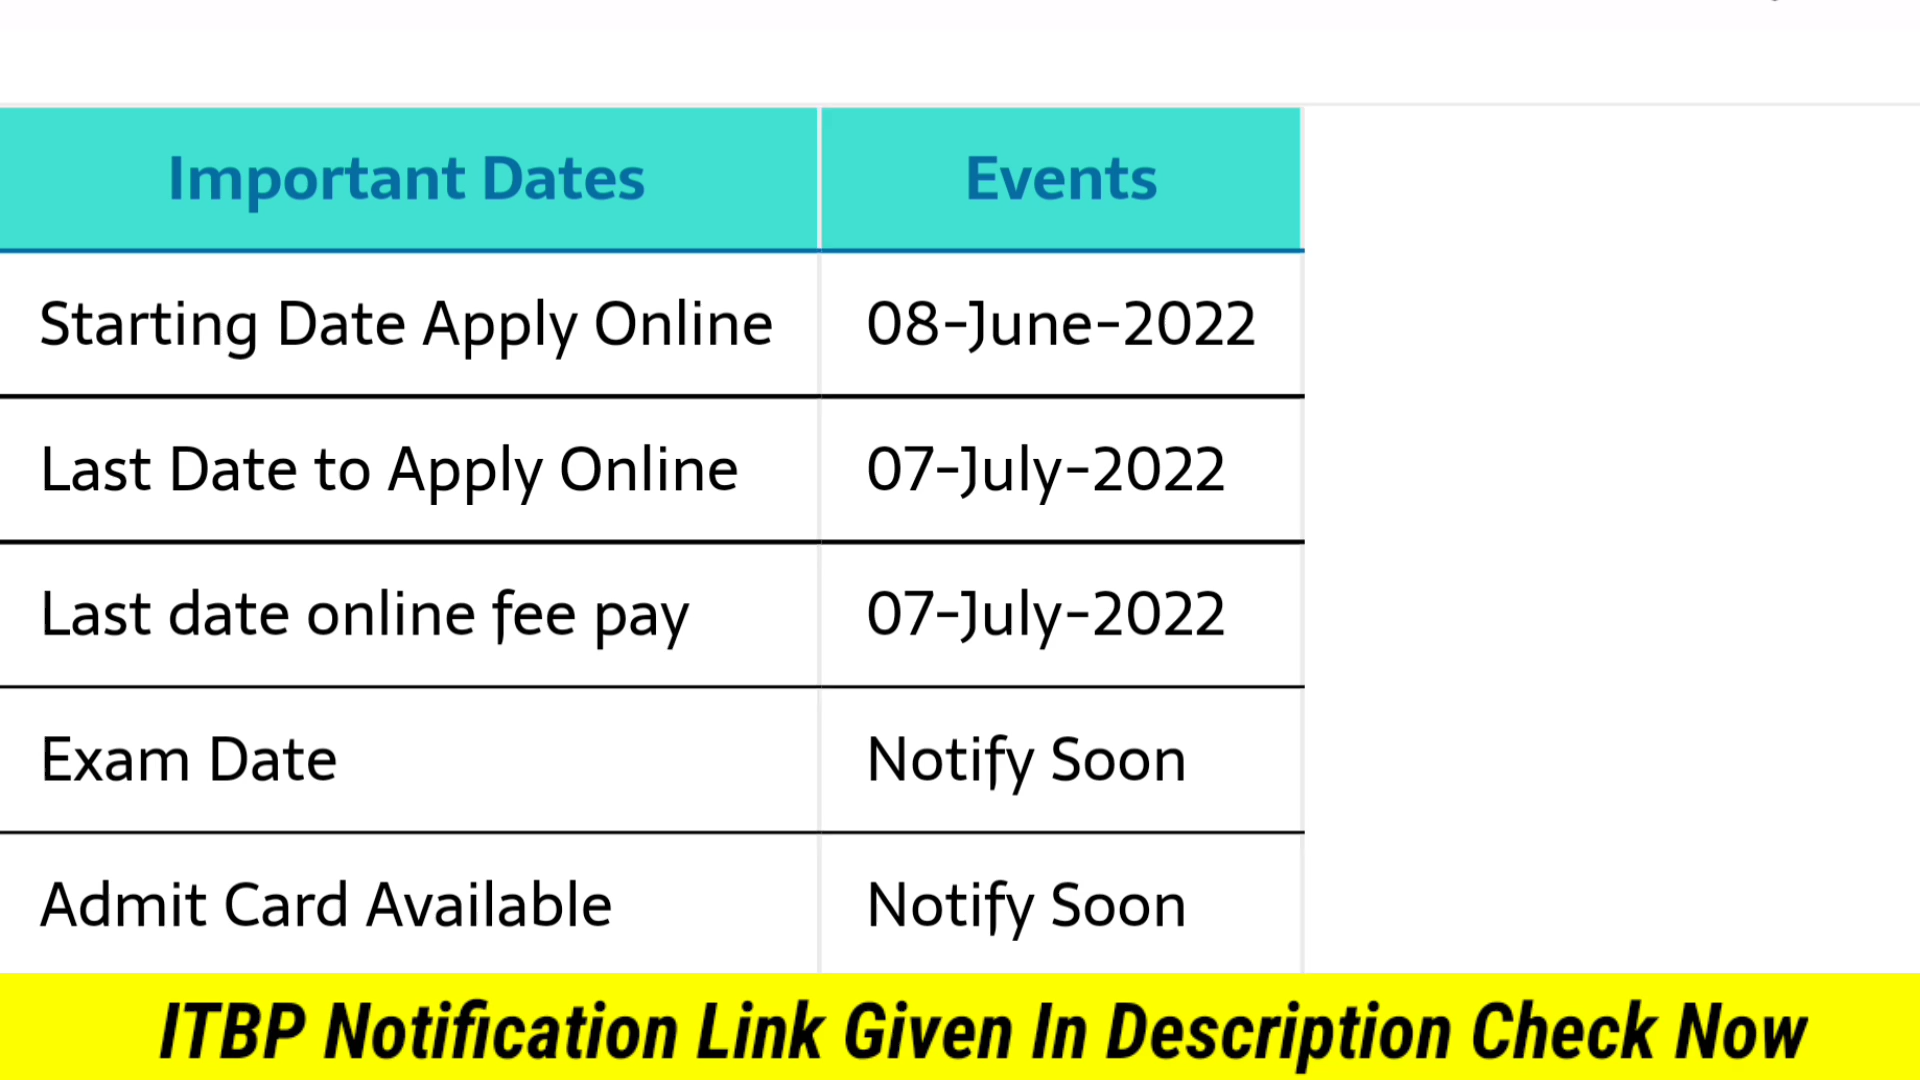 Important Dates Events
Starting Date Apply Online 08-June-2022
Last Date to Apply Online 07-July-2022
Last date online fee pay 07-July-2022
Exam Date Notify Soon
Admit Card Available Notify Soon
ITBP Notification Link Given In Description Check Now